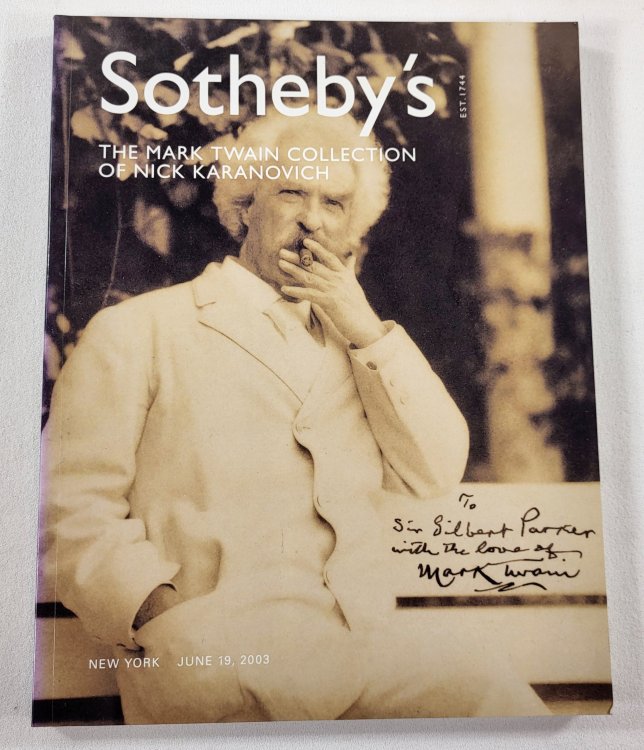 Sotheby's
EST. 1744
THE MARK TWAIN COLLECTION
OF NICK KARANOVICH
To
Sir Gilbert Parker
with the love of
Mark Twain
NEW YORK JUNE 19, 2003